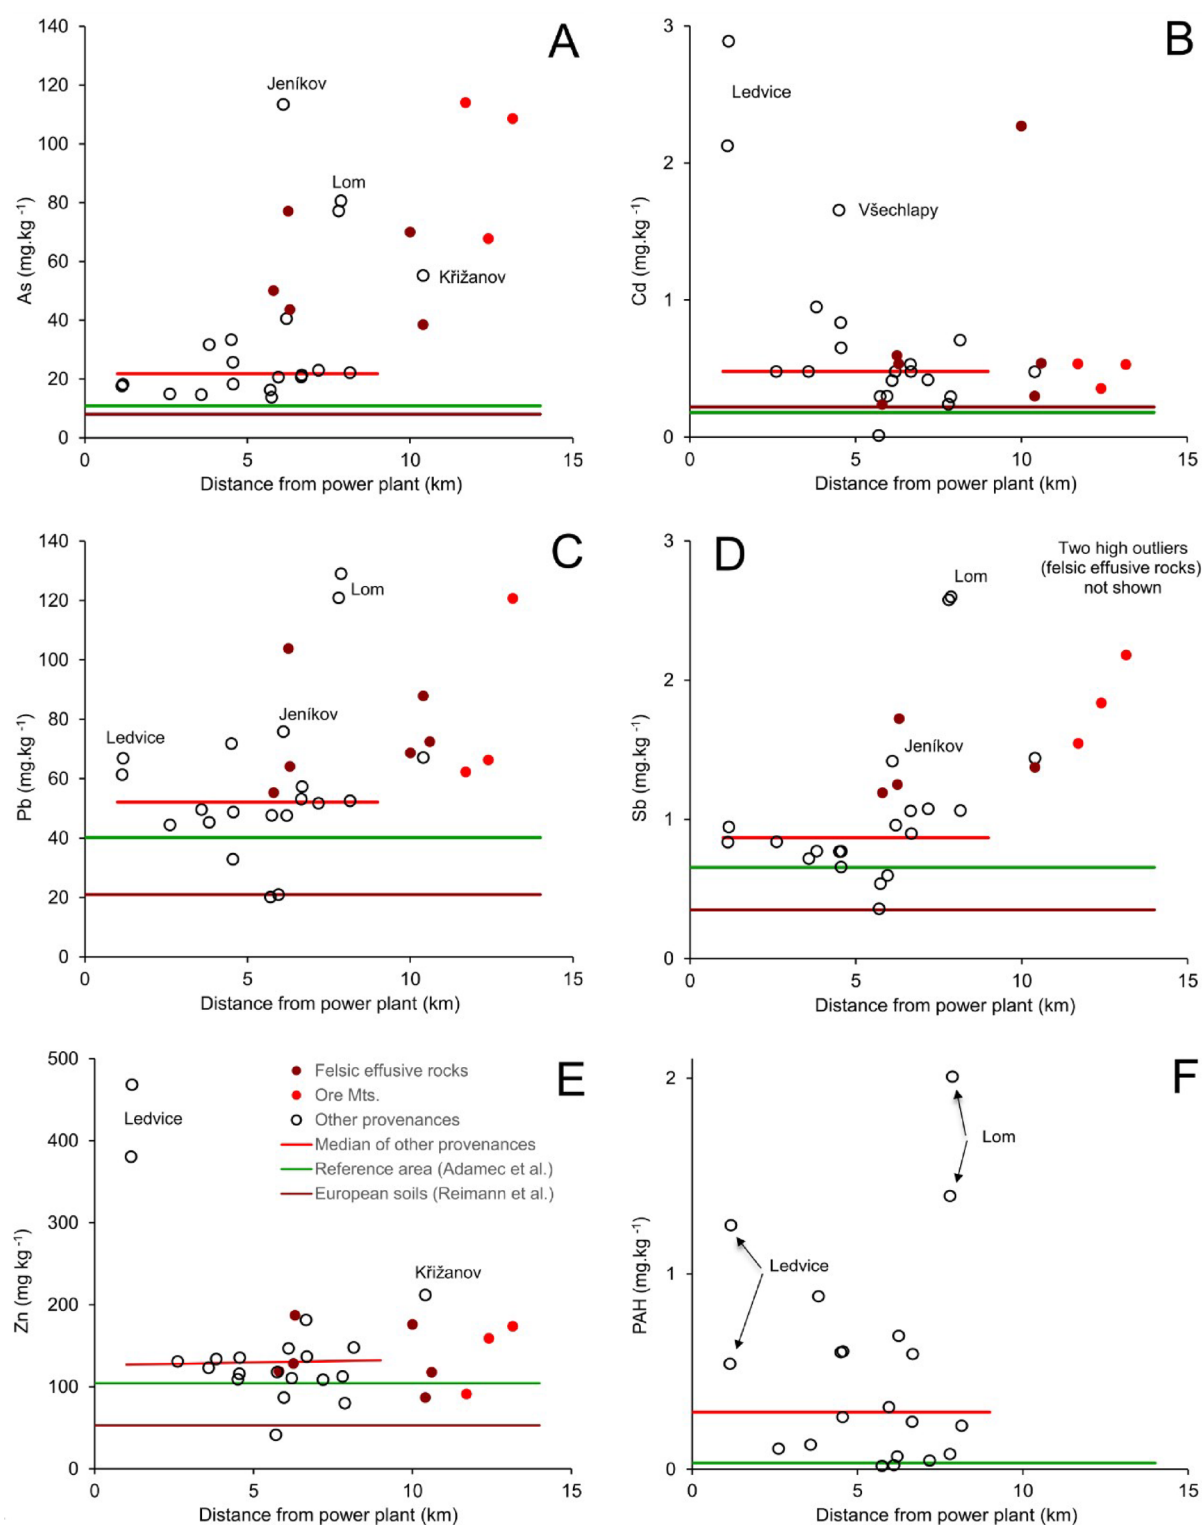 A
140
120
100
80
60
40
20
0
As (mg.kg -1)
Jeníkov
Lom
Křižanov
0 5 10 15
Distance from power plant (km)
B
3
2
1
0
Cd (mg.kg -1)
Ledvice
Všechlapy
0 5 10 15
Distance from power plant (km)
C
140
120
100
80
60
40
20
0
Pb (mg.kg -1)
Lom
Jeníkov
Ledvice
0 5 10 15
Distance from power plant (km)
D
3
2
1
0
Sb (mg.kg -1)
Two high outliers
(felsic effusive rocks)
not shown
Lom
Jeníkov
0 5 10 15
Distance from power plant (km)
E
500
400
300
200
100
0
Zn (mg kg -1)
Ledvice
Felsic effusive rocks
Ore Mts.
Other provenances
Median of other provenances
Reference area (Adamec et al.)
European soils (Reimann et al.)
Křižanov
0 5 10 15
Distance from power plant (km)
F
2
1
0
PAH (mg.kg -1)
Lom
Ledvice
0 5 10 15
Distance from power plant (km)